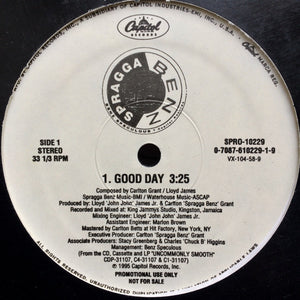 Capitol
RECORDS
SPRAGGA BENZ
SIDE 1
STEREO
33 1/3 RPM
SPRO-10229
0-7087-610229-1-9
VX-104-58-9
1. GOOD DAY 3:25
Composed by Carlton Grant / Lloyd James
Spragga Benz Music-BMI / Waterhouse Music-ASCAP
Produced by: Lloyd 'John John' James Jr. & Carlton "Spragga Benz" Grant
Recorded and Mixed at: King Jammys Studio, Kingston, Jamaica
Mixing Engineer: Lloyd 'John John' James
Assistant Engineer: Marlon Brown
Mastered by Carlton Batts at Hit Factory, New York, NY
Executive Producer: Carlton "Spragga Benz" Grant
Associate Executive Producers: Stacy Greenberg & Charles "Chuck B" Higgins
Management: Benz Speculous
(From the CD, Cassette and LP "UNCOMMONLY SMOOTH"
CDP-31107, C4-31107 & C1-31107)
℗ 1995 Capitol Records, Inc.
PROMOTIONAL USE ONLY
NOT FOR SALE